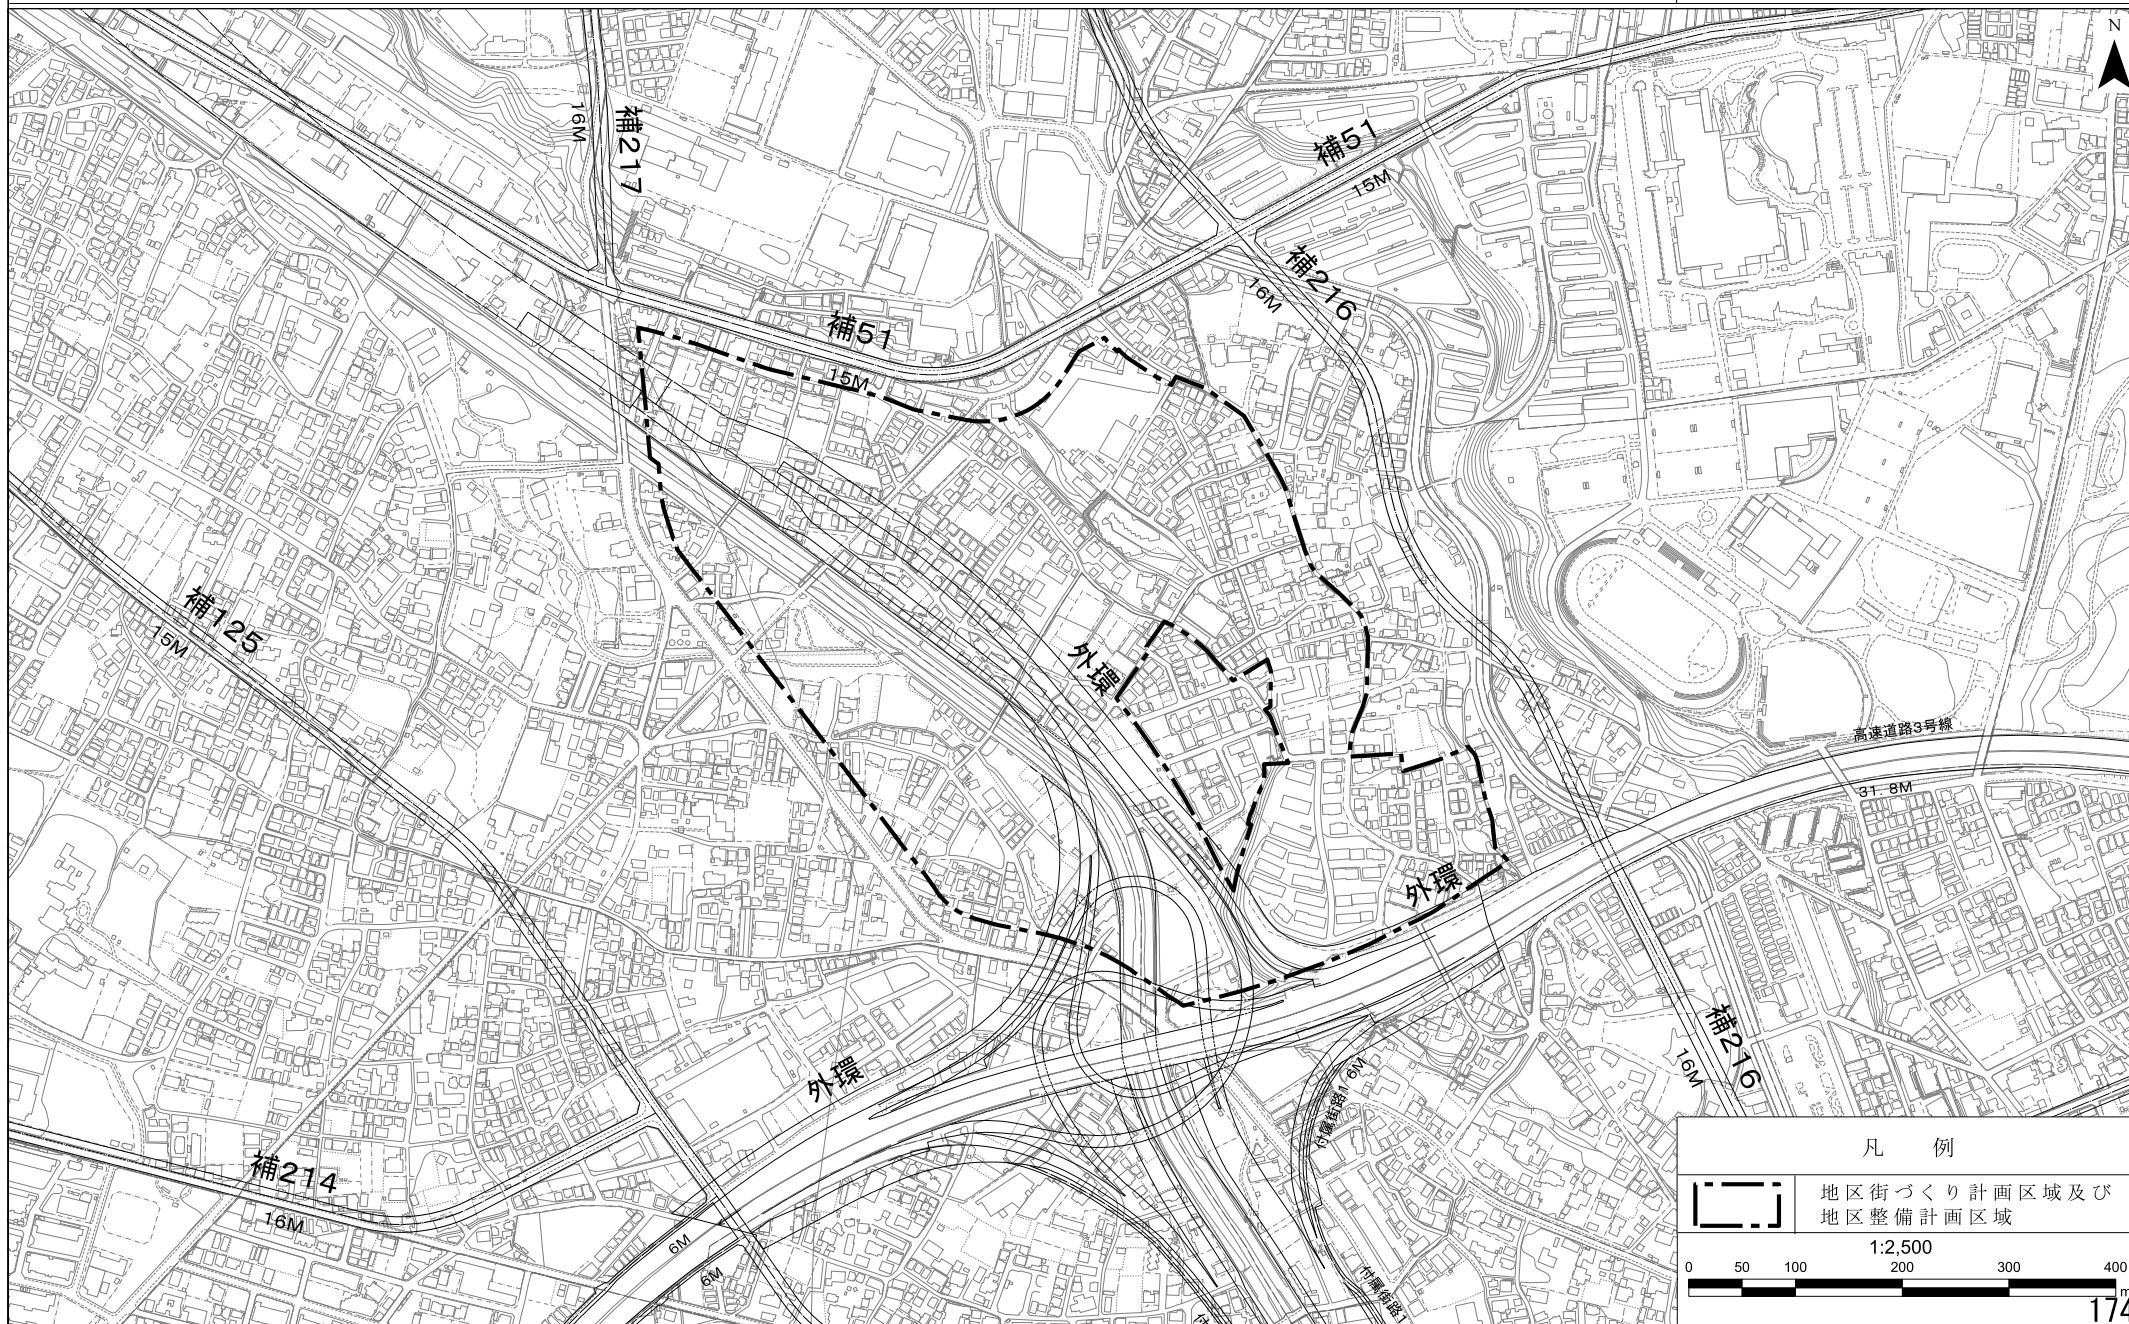 N
補217
16M
補51
15M
補216
16M
補51
15M
補125
15M
外環
高速道路3号線
31.8M
外環
補216
16M
外環
付属街路1 6M
補214
16M
6M
6M
付属街路1
凡 例
地区街づくり計画区域及び
地区整備計画区域
1:2,500
0 50 100 200 300 400
m
174